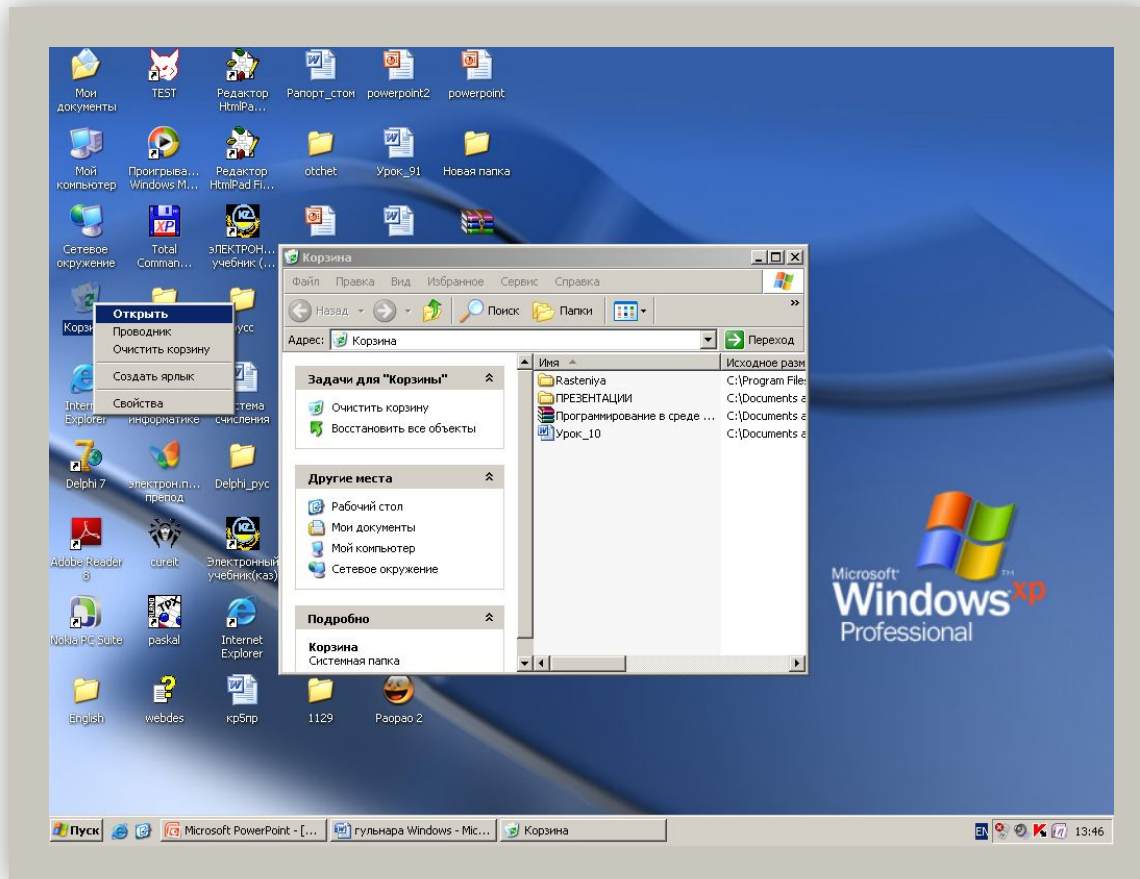 Мои
документы
TEST
Редактор
HtmlPa...
Рапорт_стом
powerpoint2
powerpoint
Мой
компьютер
Проигрыва...
Windows M...
Редактор
HtmlPad Fi...
otchet
Урок_91
Новая папка
Сетевое
окружение
Total
Comman...
эЛЕКТРОН...
учебник (...
Корзина
Файл Правка Вид Избранное Сервис Справка
Назад Поиск Папки »
Адрес: Корзина Переход
Задачи для "Корзины"
Очистить корзину
Восстановить все объекты
Другие места
Рабочий стол
Мои документы
Мой компьютер
Сетевое окружение
Подробно
Корзина
Системная папка
Имя Исходное разм
Rasteniya C:\Program File
ПРЕЗЕНТАЦИИ C:\Documents a
Программирование в среде ... C:\Documents a
Урок_10 C:\Documents a
Открыть
Проводник
Очистить корзину
Создать ярлык
Свойства
Explorer
информатике
счисления
Delphi 7
электрон.п...
препод
Delphi_рус
Adobe Reader
8
cureit
Электронный
учебник(каз)
Nokia PC Suite
paskal
Internet
Explorer
English
webdes
кр5пр
1129
Paopao 2
Microsoft
Windows xp
Professional
Пуск Microsoft PowerPoint - [... гульнара Windows - Mic... Корзина EN 13:46